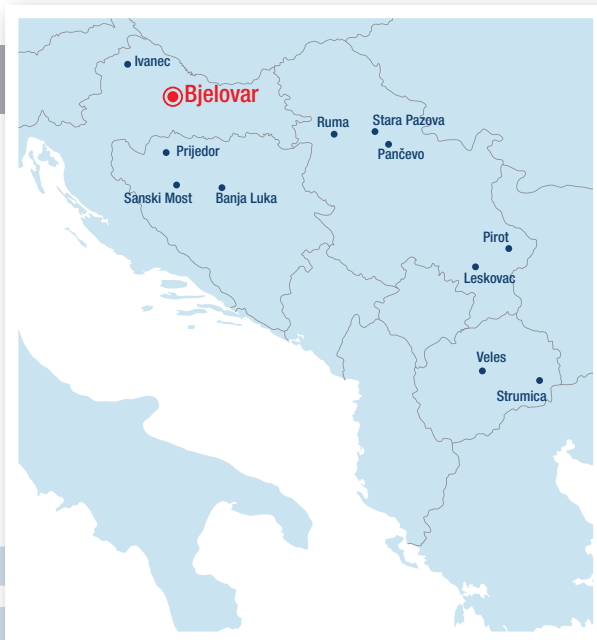 Ivanec
Bjelovar
Ruma
Stara Pazova
Pančevo
Prijedor
Sanski Most
Banja Luka
Pirot
Leskovac
Veles
Strumica